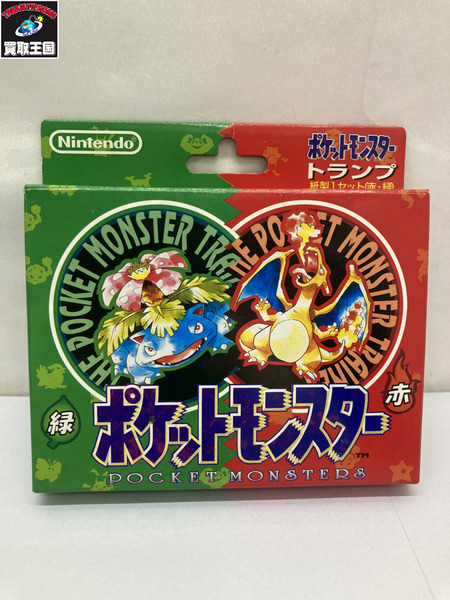 買取王国
Nintendo
ポケットモンスター
トランプ
紙製1セット(赤・緑)
THE POCKET MONSTER TRA
THE POCKET MONSTER TRAINE
緑
赤
ポケットモンスター
TM
POCKET MONSTERS